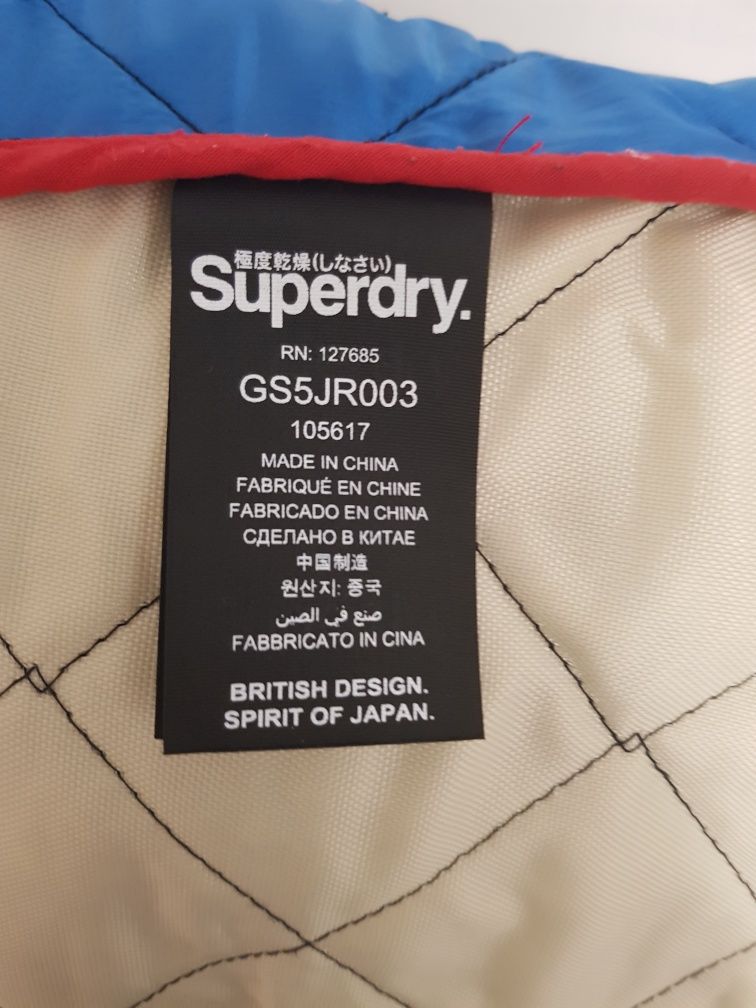 極度乾燥(しなさい)
Superdry.
RN: 127685
GS5JR003
105617
MADE IN CHINA
FABRIQUÉ EN CHINE
FABRICADO EN CHINA
СДЕЛАНО В КИТАЕ
中国制造
원산지: 중국
صنع في الصين
FABBRICATO IN CINA
BRITISH DESIGN.
SPIRIT OF JAPAN.